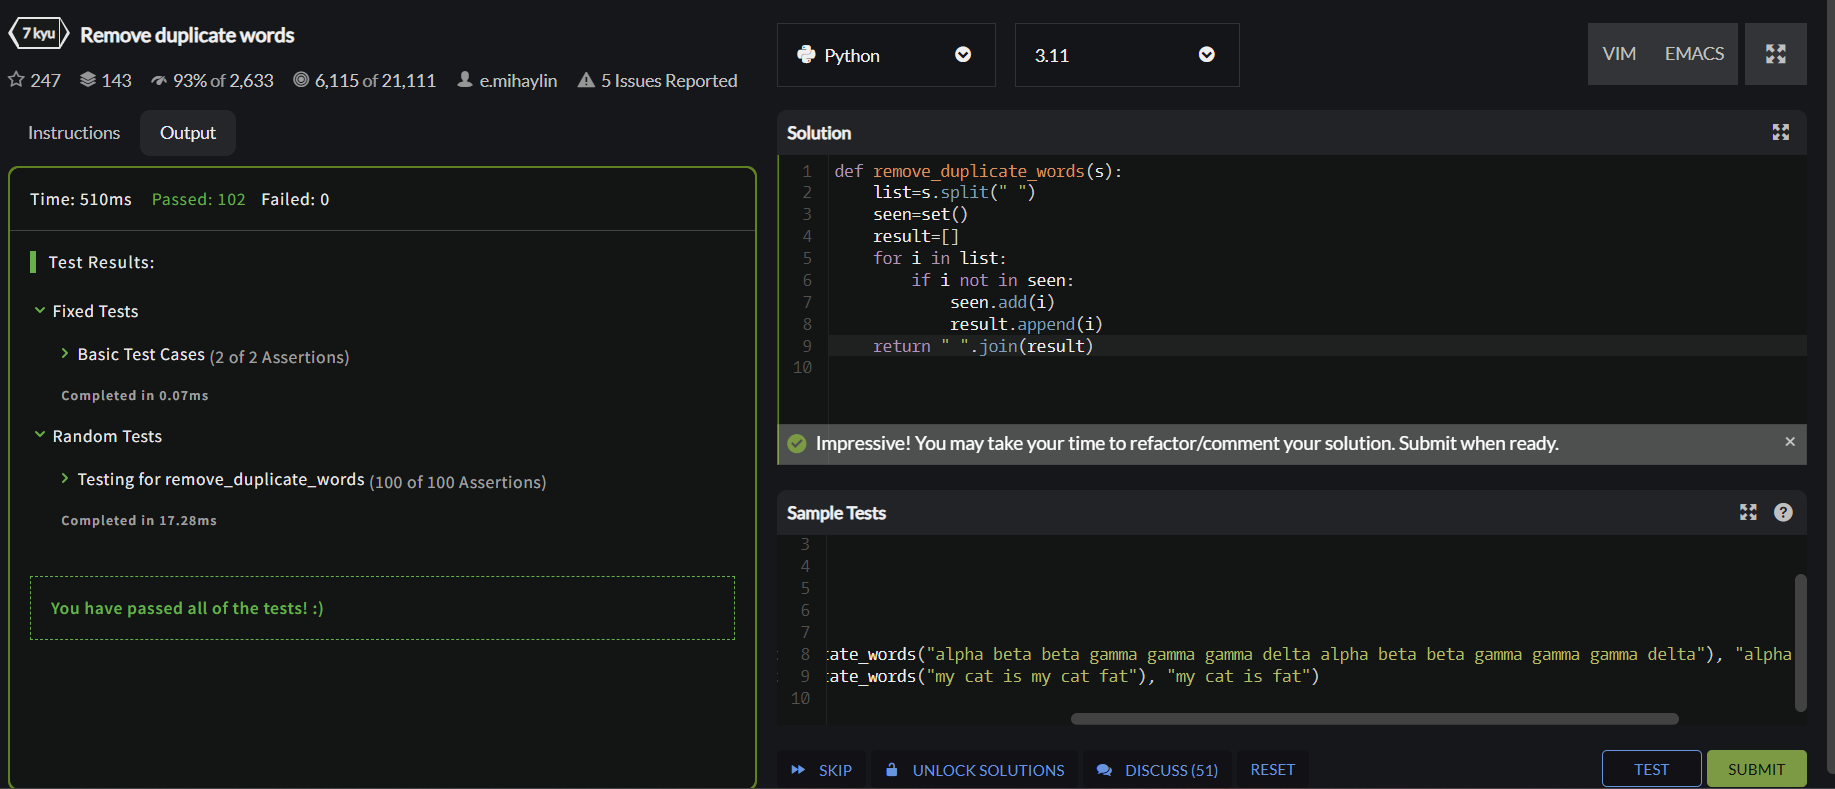 7 kyu Remove duplicate words
247 143 93% of 2,633 6,115 of 21,111 e.mihaylin 5 Issues Reported
Instructions Output
Time: 510ms Passed: 102 Failed: 0
Test Results:
Fixed Tests
Basic Test Cases (2 of 2 Assertions)
Completed in 0.07ms
Random Tests
Testing for remove_duplicate_words (100 of 100 Assertions)
Completed in 17.28ms
You have passed all of the tests! :)
Python 3.11 VIM EMACS
Solution
1 def remove_duplicate_words(s):
2     list=s.split(" ")
3     seen=set()
4     result=[]
5     for i in list:
6         if i not in seen:
7             seen.add(i)
8             result.append(i)
9     return " ".join(result)
10
Impressive! You may take your time to refactor/comment your solution. Submit when ready. ×
Sample Tests ?
3
4
5
6
7
8 cate_words("alpha beta beta gamma gamma gamma delta alpha beta beta gamma gamma gamma delta"), "alpha
9 cate_words("my cat is my cat fat"), "my cat is fat")
10
SKIP UNLOCK SOLUTIONS DISCUSS (51) RESET TEST SUBMIT